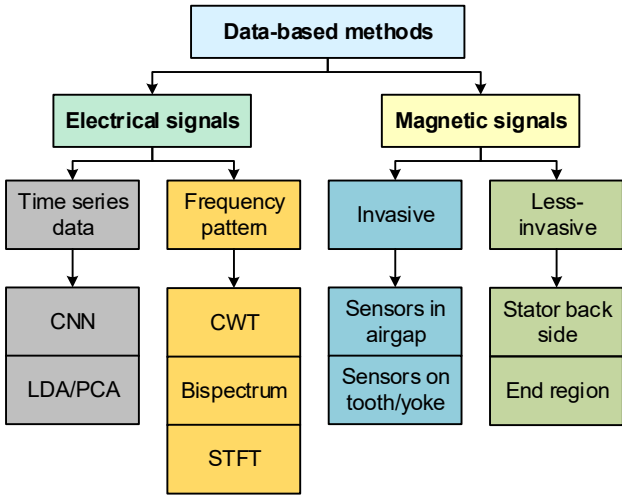 Data-based methods
Electrical signals
Magnetic signals
Time series
data
Frequency
pattern
Invasive
Less-
invasive
CNN
LDA/PCA
CWT
Bispectrum
STFT
Sensors in
airgap
Sensors on
tooth/yoke
Stator back
side
End region